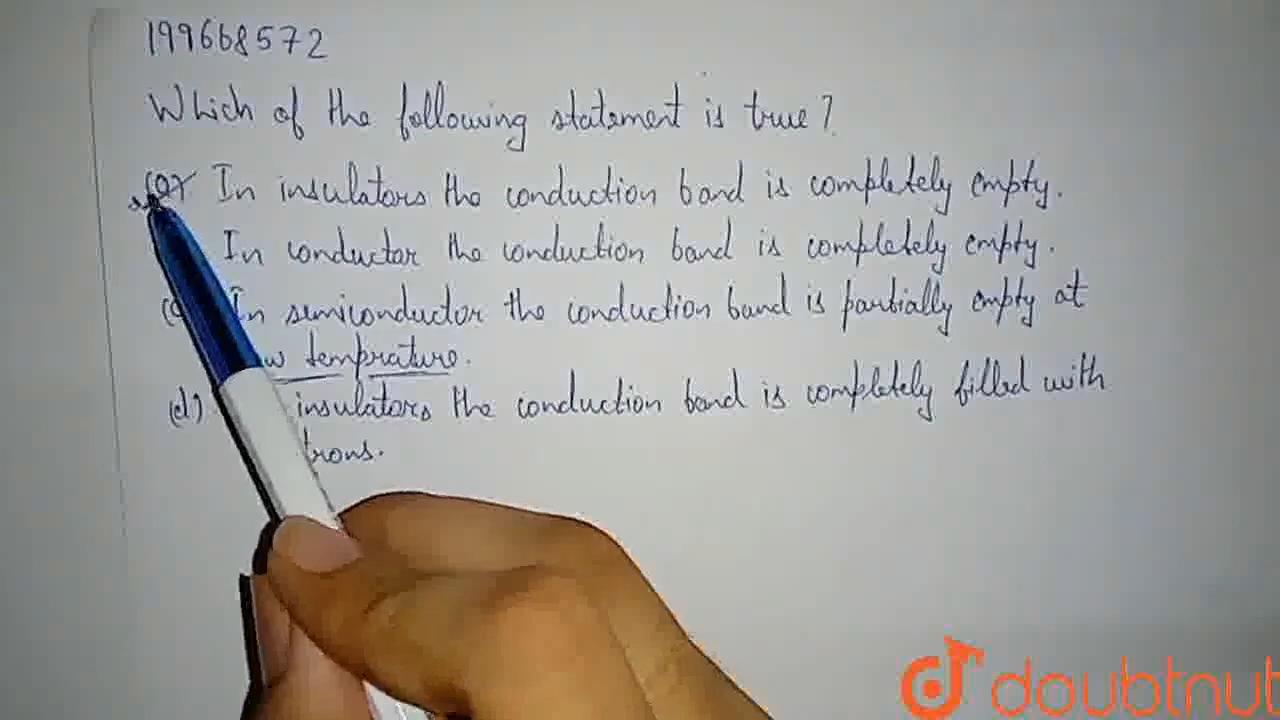 199668572
Which of the following statement is true?
(a) In insulators the conduction band is completely empty.
In conductor the conduction band is completely empty.
In semiconductor the conduction band is partially empty at
temprature.
(d) insulators the conduction band is completely filled with
trons.
doubtnut